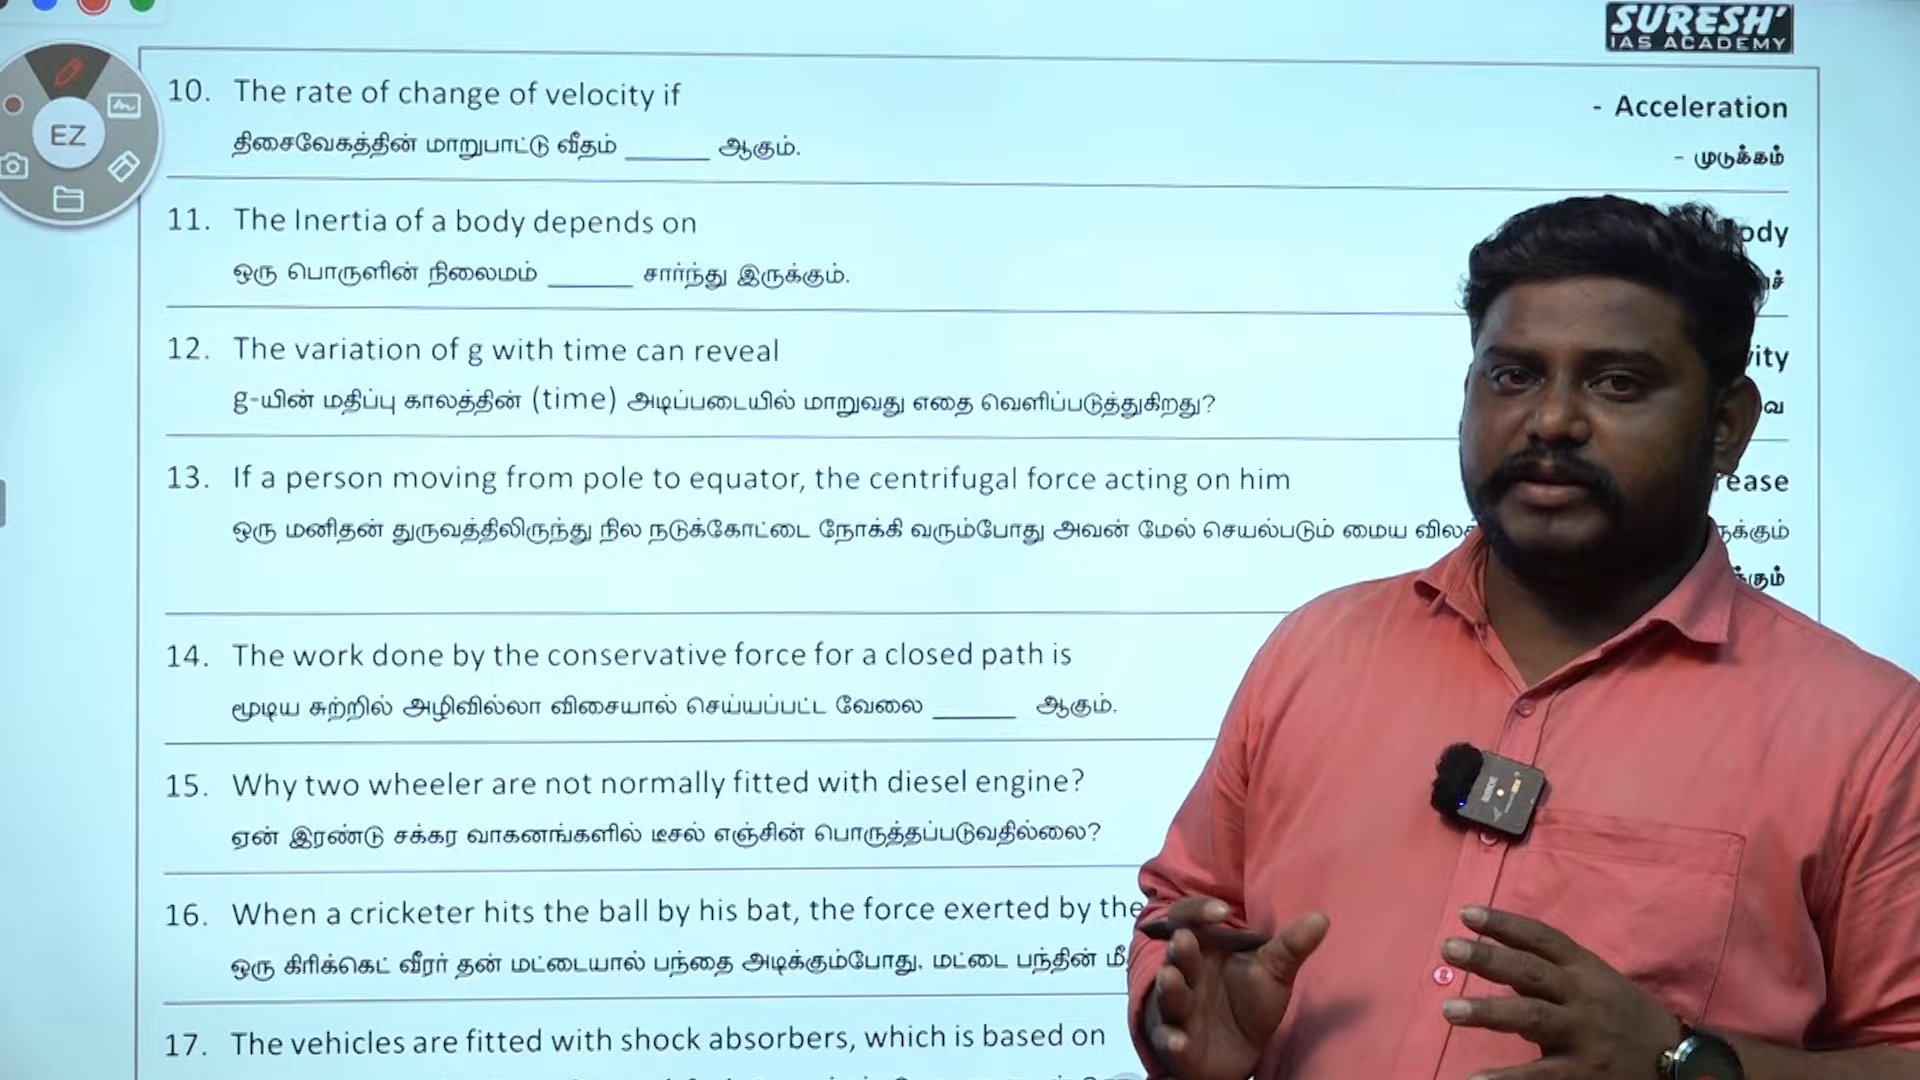 SURESH'
IAS ACADEMY
10. The rate of change of velocity if - Acceleration
திசைவேகத்தின் மாறுபாட்டு வீதம் ______ ஆகும். - முடுக்கம்
EZ
11. The Inertia of a body depends on
ஒரு பொருளின் நிலைமம் ______ சார்ந்து இருக்கும்.
12. The variation of g with time can reveal
g-யின் மதிப்பு காலத்தின் (time) அடிப்படையில் மாறுவது எதை வெளிப்படுத்துகிறது?
13. If a person moving from pole to equator, the centrifugal force acting on him
ஒரு மனிதன் துருவத்திலிருந்து நில நடுக்கோட்டை நோக்கி வரும்போது அவன் மேல் செயல்படும் மைய
14. The work done by the conservative force for a closed path is
மூடிய சுற்றில் அழிவில்லா விசையால் செய்யப்பட்ட வேலை ______ ஆகும்.
15. Why two wheeler are not normally fitted with diesel engine?
ஏன் இரண்டு சக்கர வாகனங்களில் டீசல் எஞ்சின் பொருத்தப்படுவதில்லை?
16. When a cricketer hits the ball by his bat, the force exerted by the
ஒரு கிரிக்கெட் வீரர் தன் மட்டையால் பந்தை அடிக்கும்போது. மட்டை பந்தின்
17. The vehicles are fitted with shock absorbers, which is based on